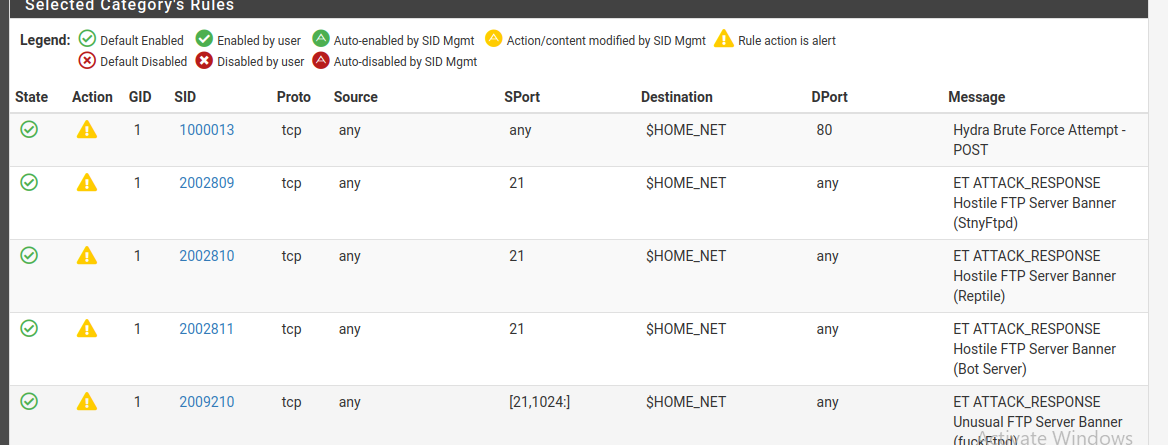 Selected Category's Rules
Legend: Default Enabled Enabled by user Auto-enabled by SID Mgmt Action/content modified by SID Mgmt Rule action is alert
Default Disabled Disabled by user Auto-disabled by SID Mgmt
State Action GID SID Proto Source SPort Destination DPort Message
1 1000013 tcp any any $HOME_NET 80 Hydra Brute Force Attempt -
POST
1 2002809 tcp any 21 $HOME_NET any ET ATTACK_RESPONSE
Hostile FTP Server Banner
(StnyFtpd)
1 2002810 tcp any 21 $HOME_NET any ET ATTACK_RESPONSE
Hostile FTP Server Banner
(Reptile)
1 2002811 tcp any 21 $HOME_NET any ET ATTACK_RESPONSE
Hostile FTP Server Banner
(Bot Server)
1 2009210 tcp any [21,1024:] $HOME_NET any ET ATTACK_RESPONSE
Unusual FTP Server Banner
(fuckFtpd)
Activate Windows